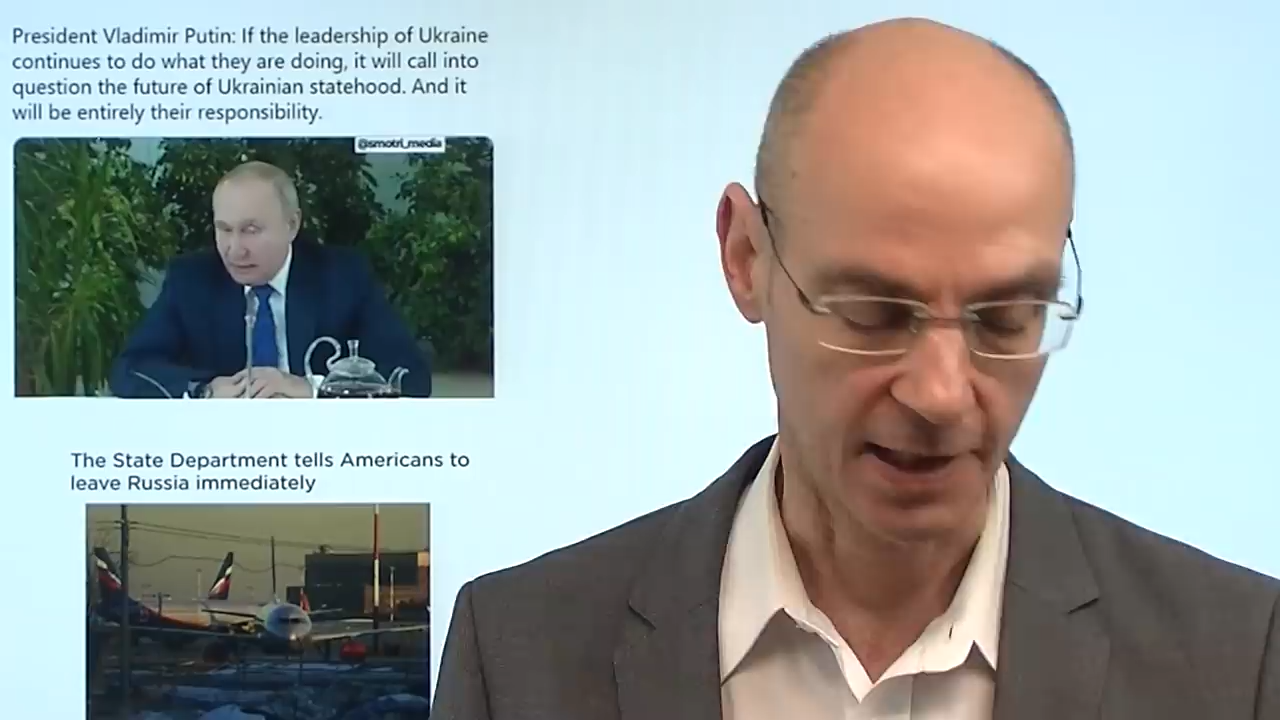 President Vladimir Putin: If the leadership of Ukraine
continues to do what they are doing, it will call into
question the future of Ukrainian statehood. And it
will be entirely their responsibility.
@smotri_media
The State Department tells Americans to
leave Russia immediately